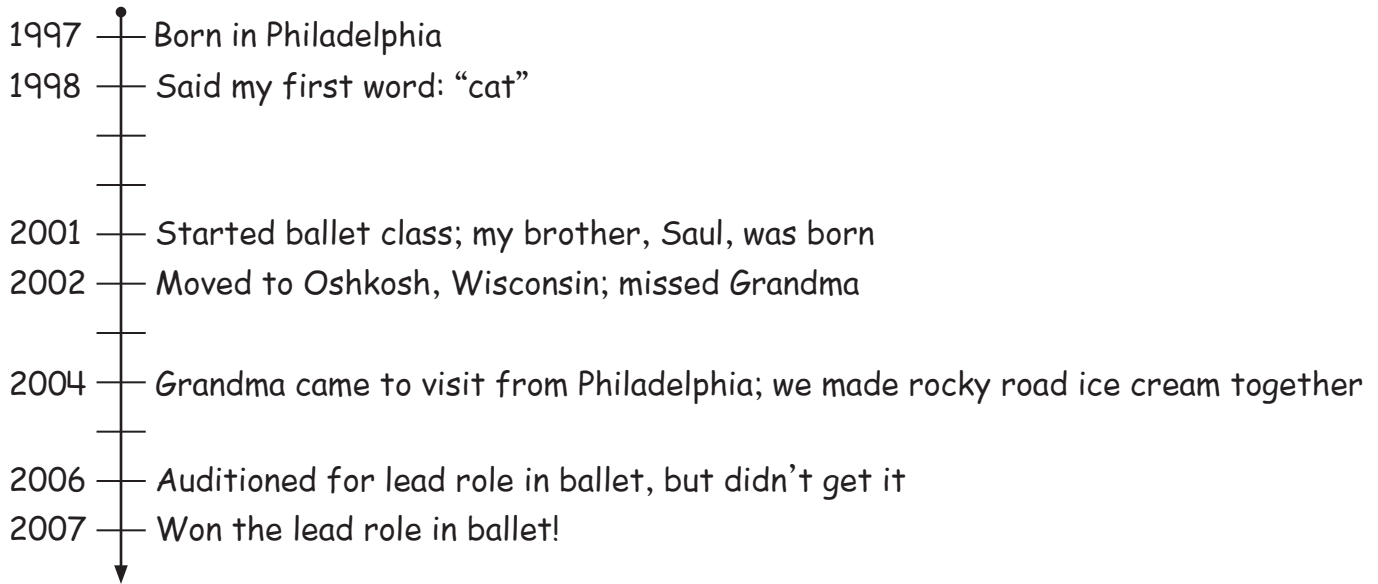 1997 Born in Philadelphia
1998 Said my first word: “cat”
2001 Started ballet class; my brother, Saul, was born
2002 Moved to Oshkosh, Wisconsin; missed Grandma
2004 Grandma came to visit from Philadelphia; we made rocky road ice cream together
2006 Auditioned for lead role in ballet, but didn’t get it
2007 Won the lead role in ballet!